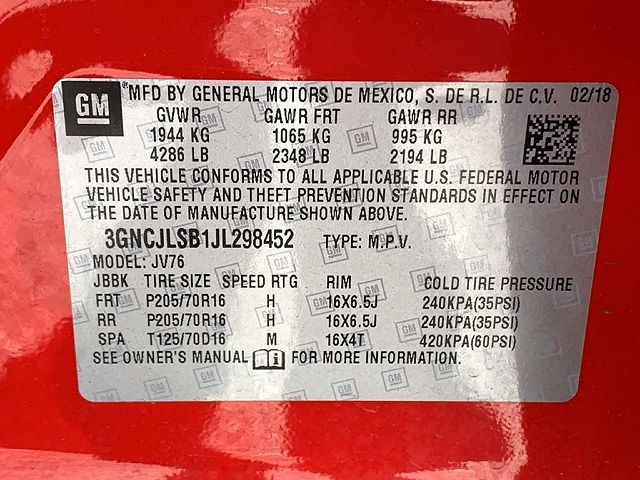 GM MFD BY GENERAL MOTORS DE MEXICO, S. DE R.L. DE C.V. 02/18
GVWR GAWR FRT GAWR RR
1944 KG 1065 KG 995 KG
4286 LB 2348 LB 2194 LB
THIS VEHICLE CONFORMS TO ALL APPLICABLE U.S. FEDERAL MOTOR
VEHICLE SAFETY AND THEFT PREVENTION STANDARDS IN EFFECT ON
THE DATE OF MANUFACTURE SHOWN ABOVE.
3GNCJLSB1JL298452 TYPE: M.P.V.
MODEL: JV76
JBBK TIRE SIZE SPEED RTG RIM COLD TIRE PRESSURE
FRT P205/70R16 H 16X6.5J 240KPA(35PSI)
RR P205/70R16 H 16X6.5J 240KPA(35PSI)
SPA T125/70D16 M 16X4T 420KPA(60PSI)
SEE OWNER'S MANUAL FOR MORE INFORMATION.